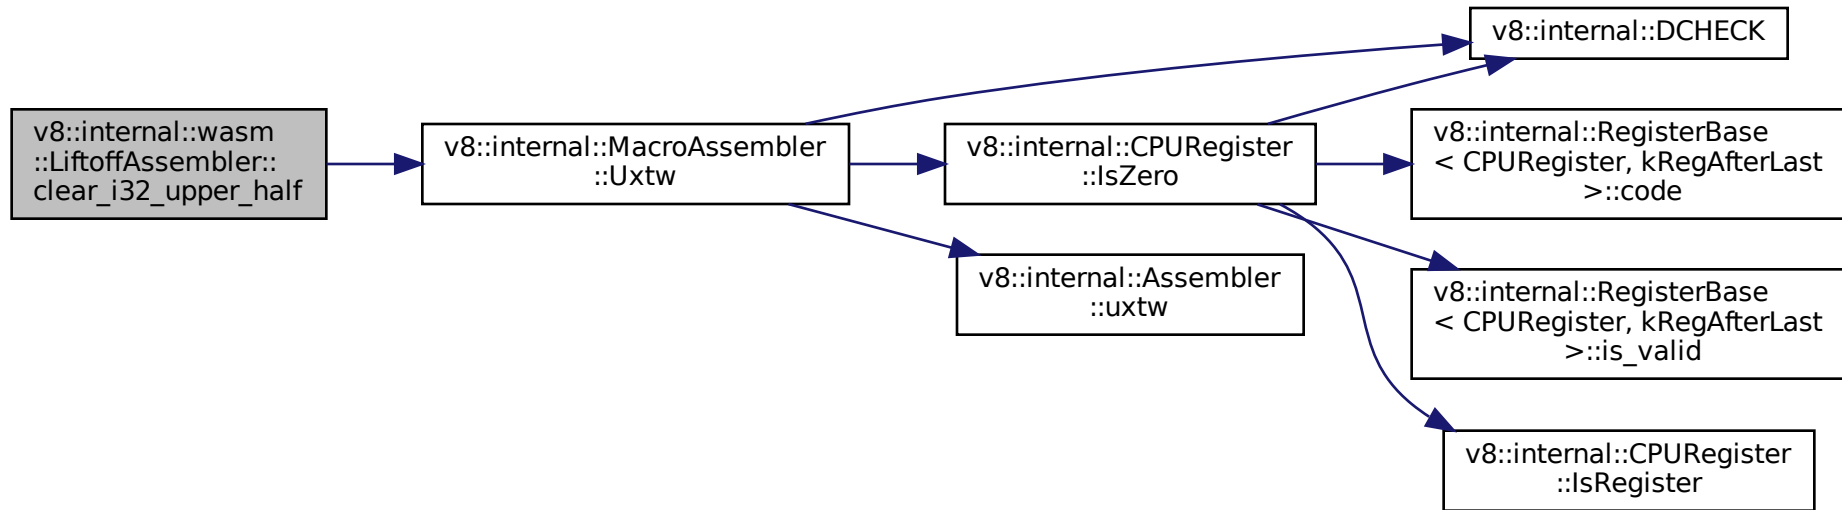 v8::internal::wasm
::LiftoffAssembler::
clear_i32_upper_half
v8::internal::MacroAssembler
::Uxtw
v8::internal::CPURegister
::IsZero
v8::internal::Assembler
::uxtw
v8::internal::DCHECK
v8::internal::RegisterBase
< CPURegister, kRegAfterLast
>::code
v8::internal::RegisterBase
< CPURegister, kRegAfterLast
>::is_valid
v8::internal::CPURegister
::IsRegister